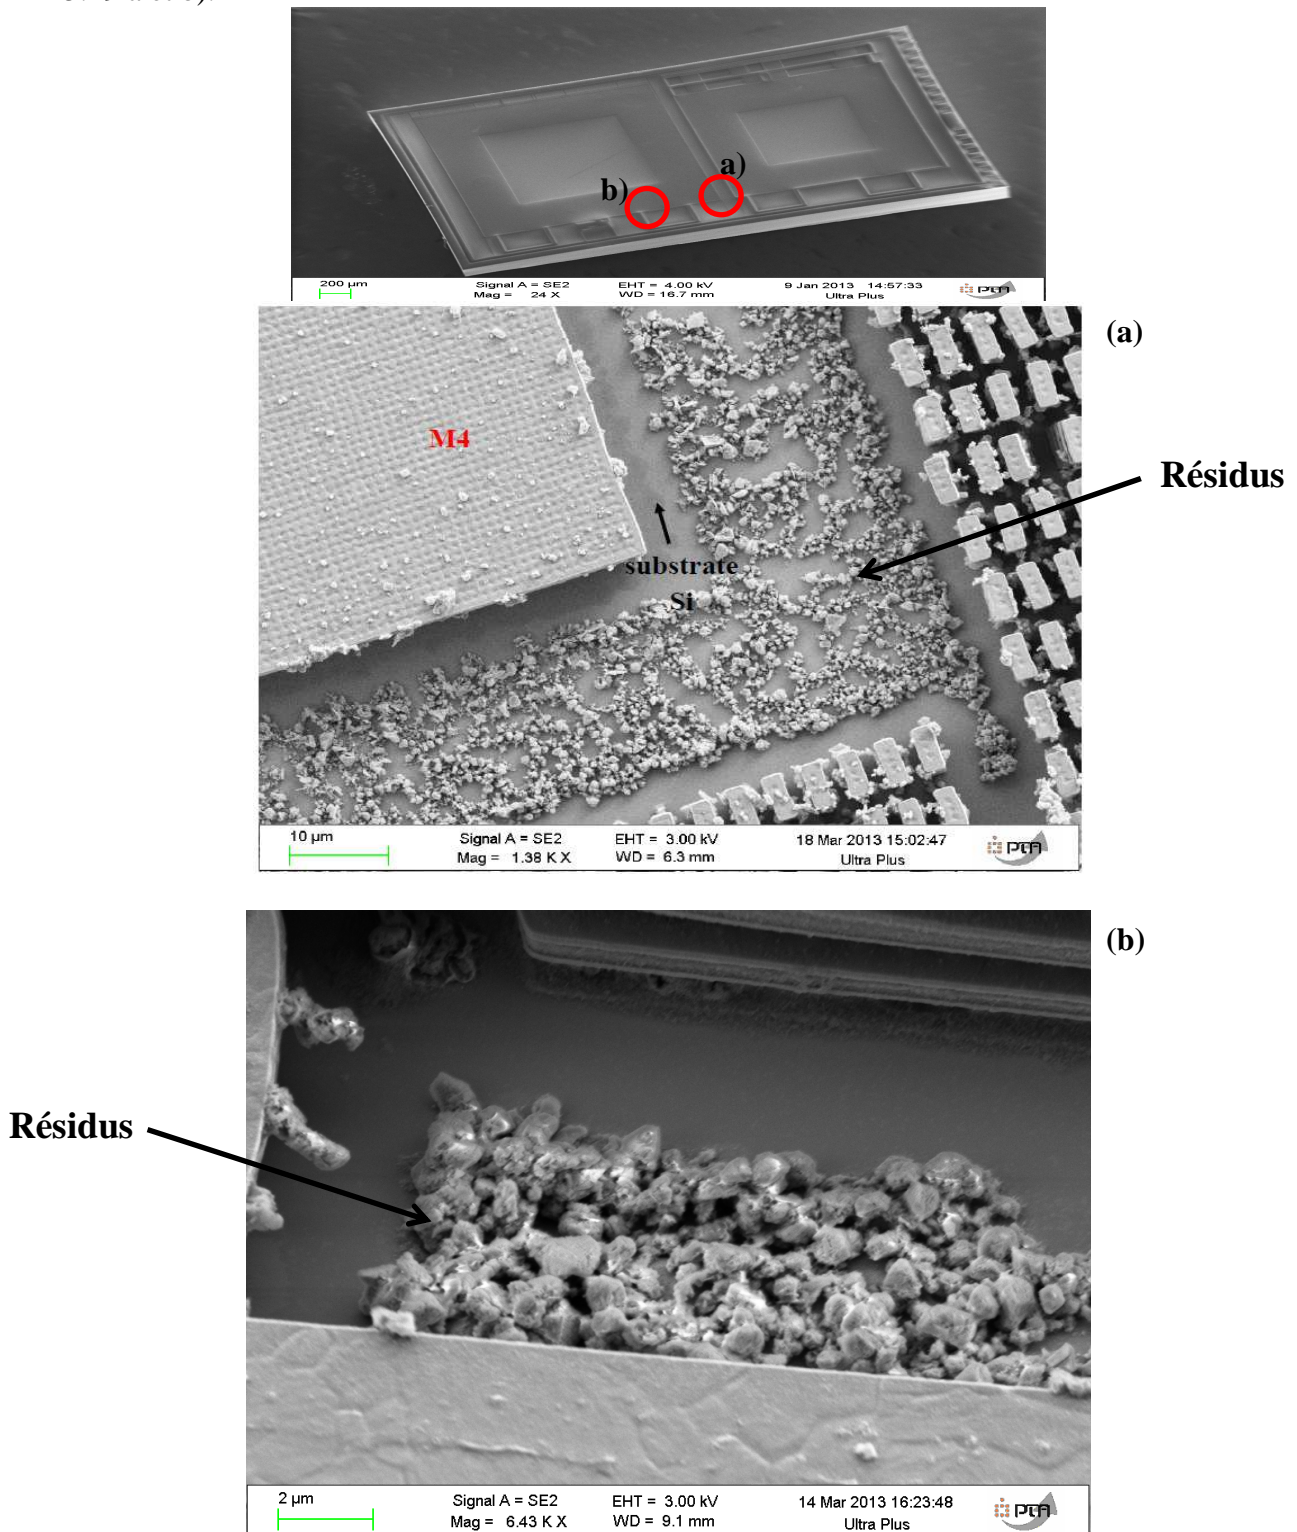 a)
b)
200 µm
Signal A = SE2
EHT = 4.00 kV
9 Jan 2013 14:57:33
Mag = 24 X
WD = 16.7 mm
Ultra Plus
PTA
(a)
M4
Résidus
substrate
Si
10 µm
Signal A = SE2
EHT = 3.00 kV
18 Mar 2013 15:02:47
Mag = 1.38 K X
WD = 6.3 mm
Ultra Plus
PTA
(b)
Résidus
2 µm
Signal A = SE2
EHT = 3.00 kV
14 Mar 2013 16:23:48
Mag = 6.43 K X
WD = 9.1 mm
Ultra Plus
PTA